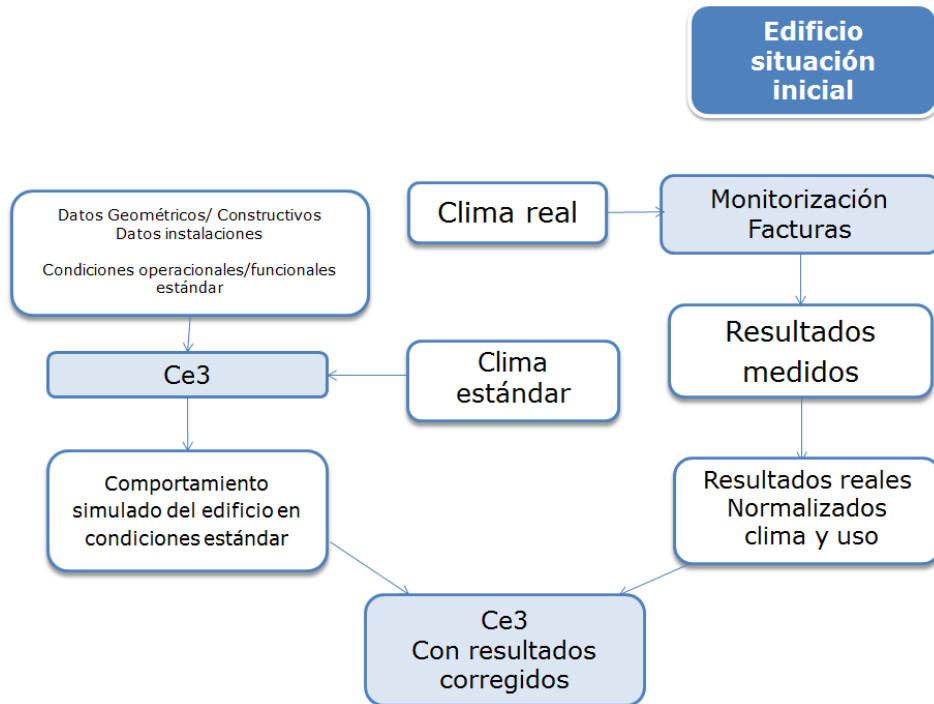 Edificio
situación
inicial
Datos Geométricos/ Constructivos
Datos instalaciones
Condiciones operacionales/funcionales
estándar
Clima real
Monitorización
Facturas
Ce3
Clima
estándar
Resultados
medidos
Comportamiento
simulado del edificio en
condiciones estándar
Resultados reales
Normalizados
clima y uso
Ce3
Con resultados
corregidos